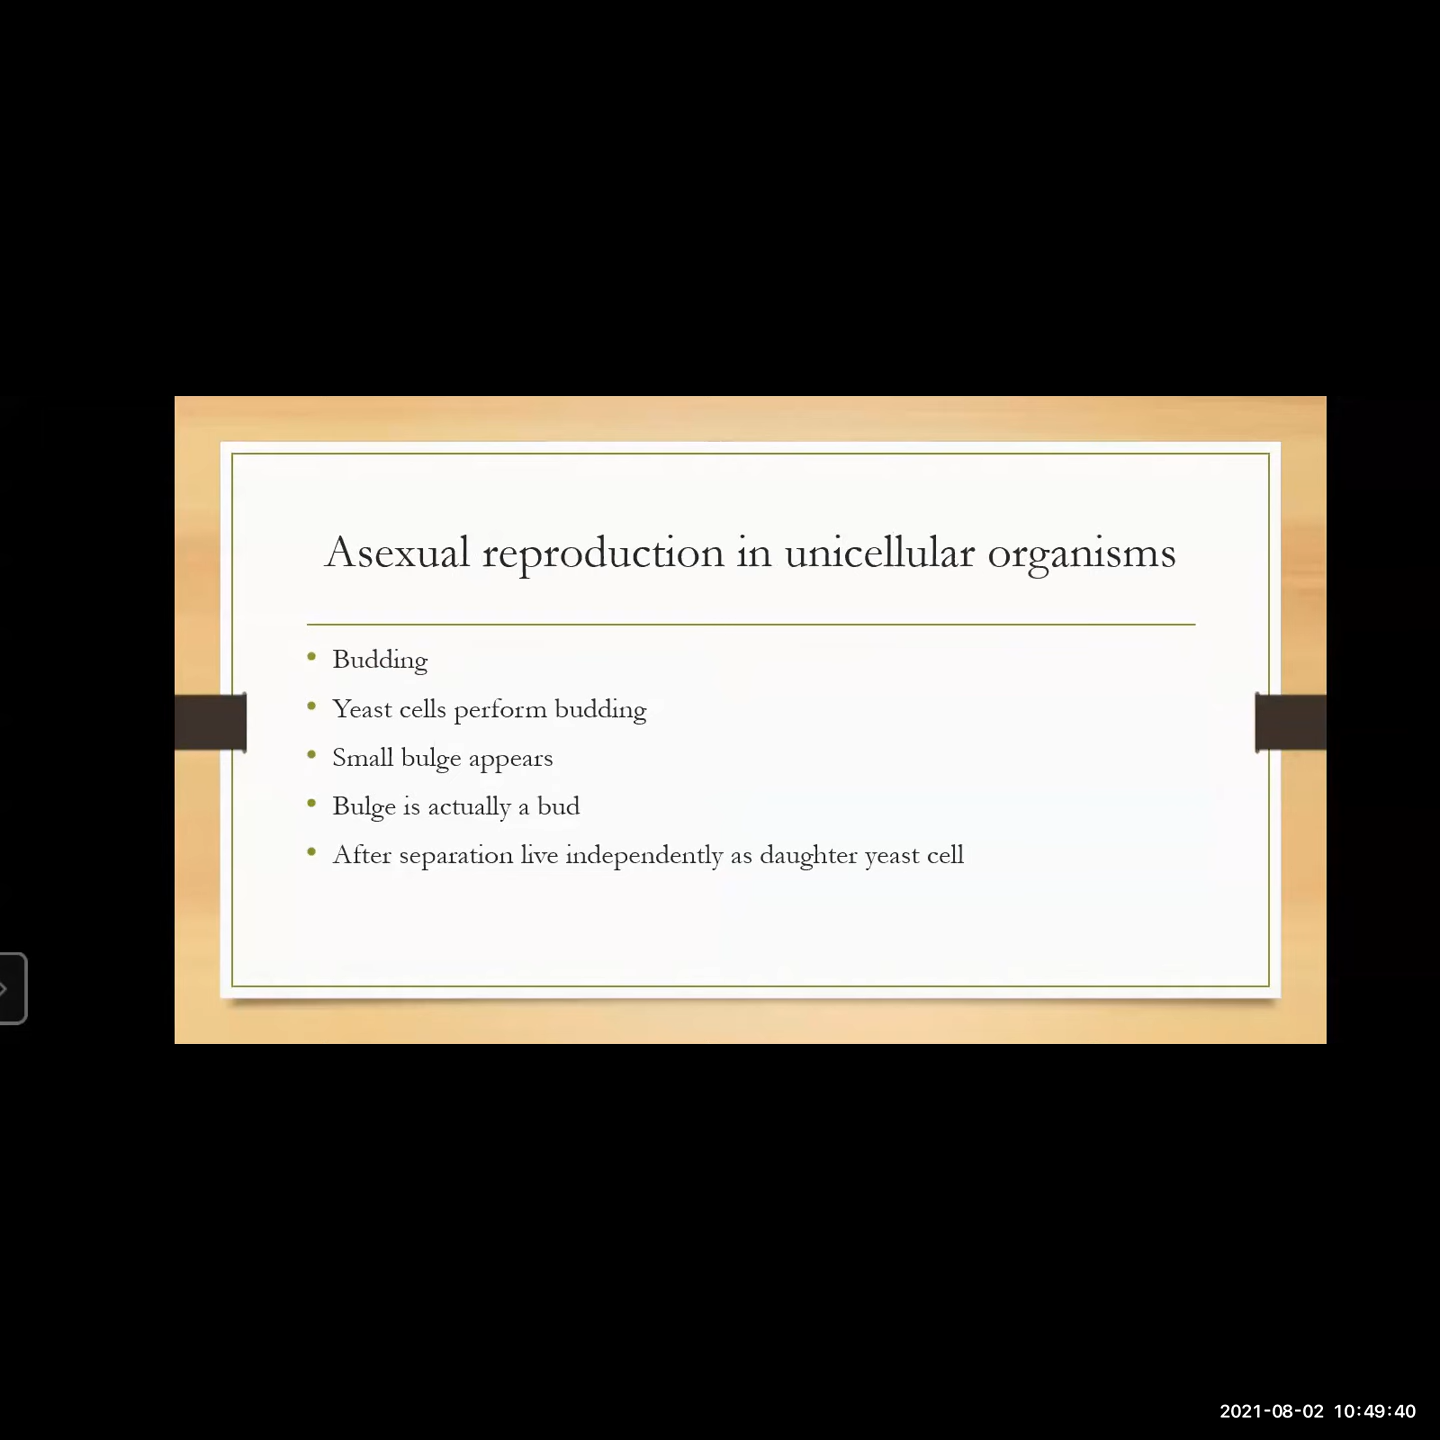 Asexual reproduction in unicellular organisms
Budding
Yeast cells perform budding
Small bulge appears
Bulge is actually a bud
After separation live independently as daughter yeast cell
2021-08-02 10:49:40